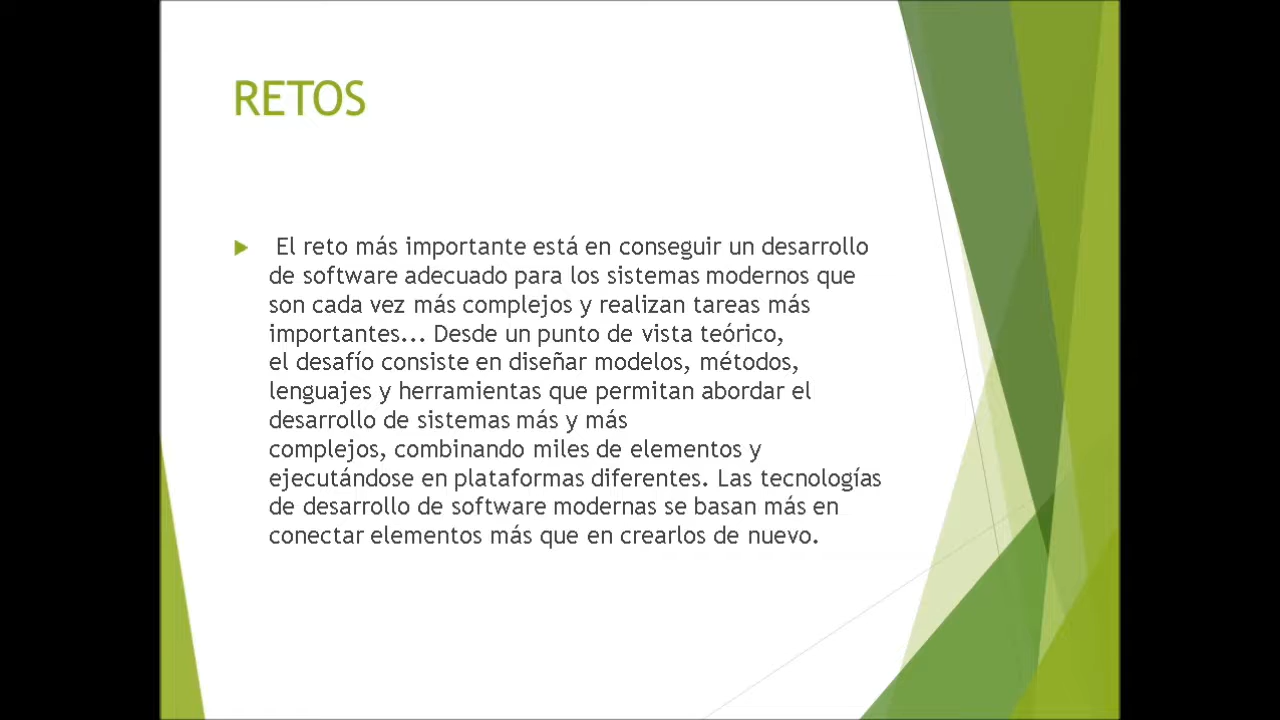 RETOS
El reto más importante está en conseguir un desarrollo
de software adecuado para los sistemas modernos que
son cada vez más complejos y realizan tareas más
importantes... Desde un punto de vista teórico,
el desafío consiste en diseñar modelos, métodos,
lenguajes y herramientas que permitan abordar el
desarrollo de sistemas más y más
complejos, combinando miles de elementos y
ejecutándose en plataformas diferentes. Las tecnologías
de desarrollo de software modernas se basan más en
conectar elementos más que en crearlos de nuevo.